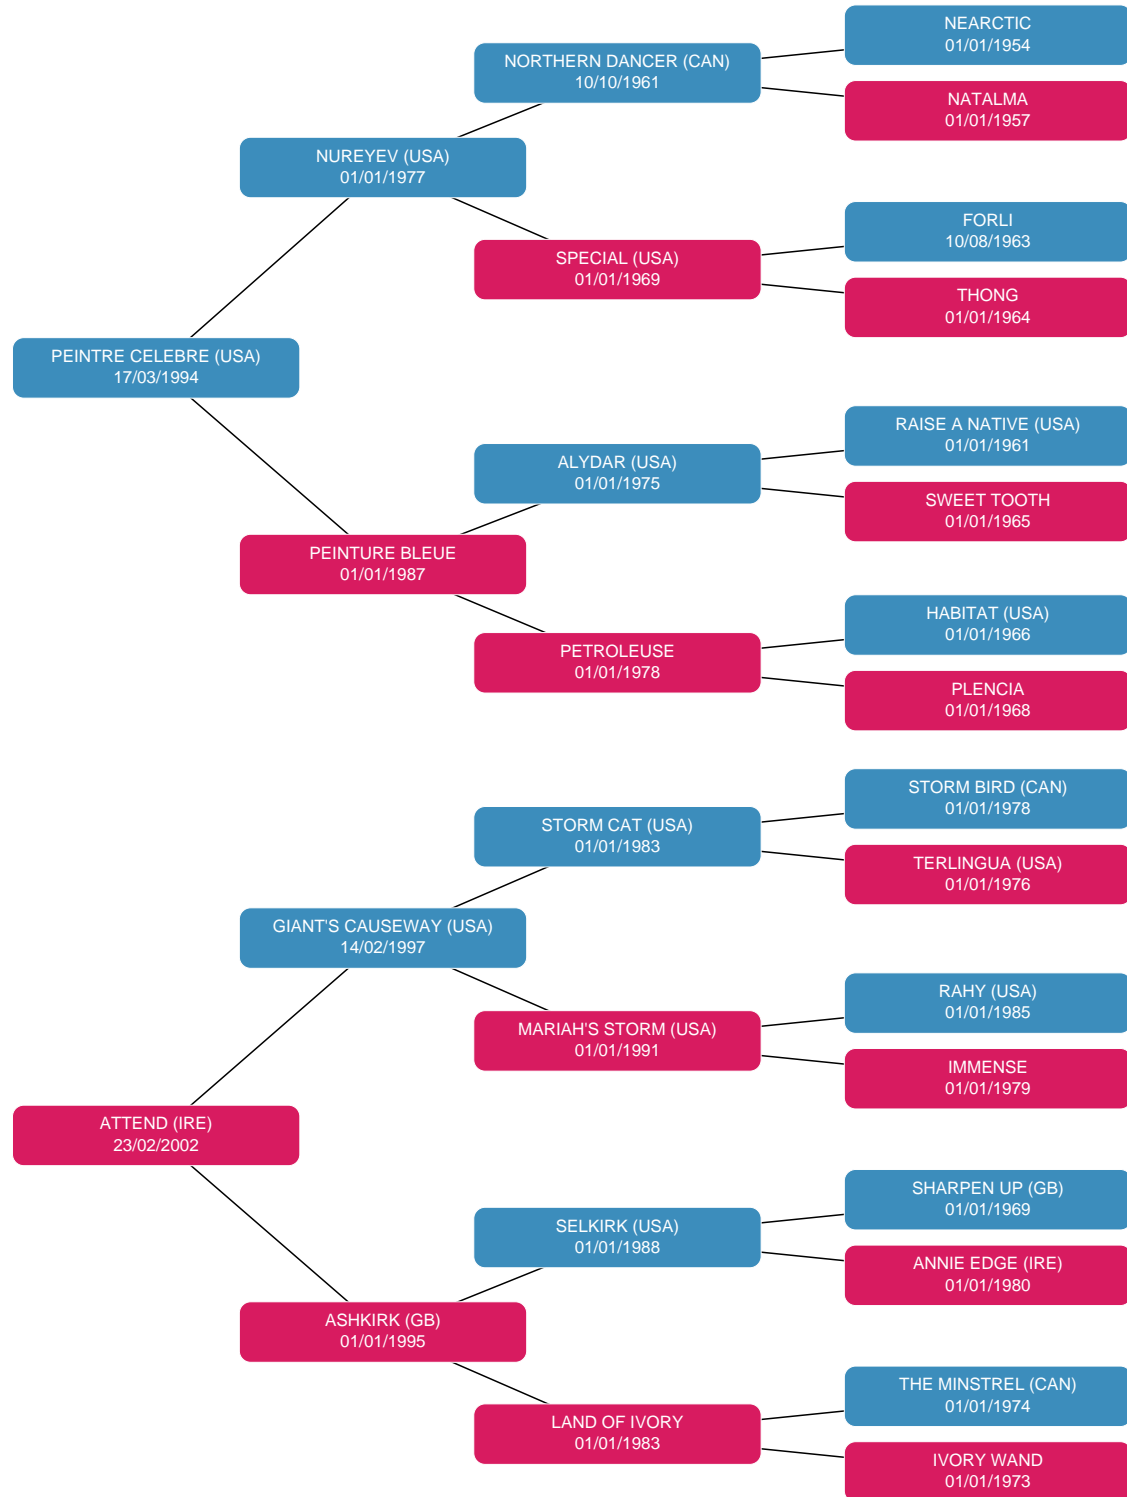 NEARCTIC
01/01/1954
NORTHERN DANCER (CAN)
10/10/1961
NATALMA
01/01/1957
NUREYEV (USA)
01/01/1977
FORLI
10/08/1963
SPECIAL (USA)
01/01/1969
THONG
01/01/1964
PEINTRE CELEBRE (USA)
17/03/1994
RAISE A NATIVE (USA)
01/01/1961
ALYDAR (USA)
01/01/1975
SWEET TOOTH
01/01/1965
PEINTURE BLEUE
01/01/1987
HABITAT (USA)
01/01/1966
PETROLEUSE
01/01/1978
PLENCIA
01/01/1968
STORM BIRD (CAN)
01/01/1978
STORM CAT (USA)
01/01/1983
TERLINGUA (USA)
01/01/1976
GIANT'S CAUSEWAY (USA)
14/02/1997
RAHY (USA)
01/01/1985
MARIAH'S STORM (USA)
01/01/1991
IMMENSE
01/01/1979
ATTEND (IRE)
23/02/2002
SHARPEN UP (GB)
01/01/1969
SELKIRK (USA)
01/01/1988
ANNIE EDGE (IRE)
01/01/1980
ASHKIRK (GB)
01/01/1995
THE MINSTREL (CAN)
01/01/1974
LAND OF IVORY
01/01/1983
IVORY WAND
01/01/1973